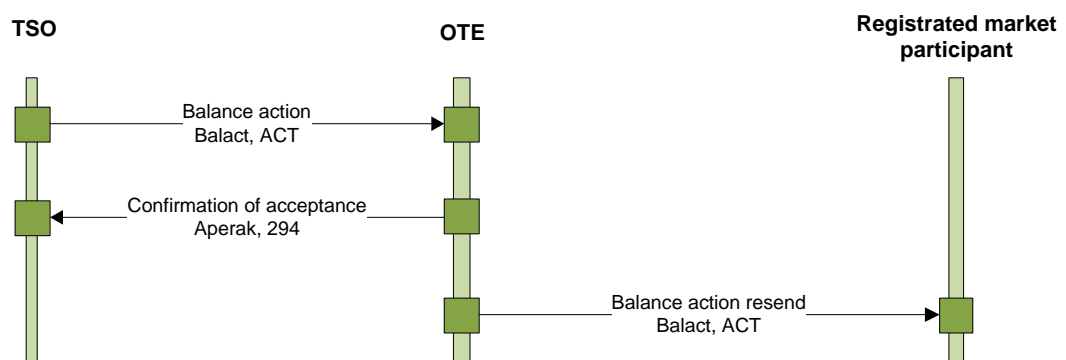 TSO
OTE
Registrated market
participant
Balance action
Balact, ACT
Confirmation of acceptance
Aperak, 294
Balance action resend
Balact, ACT